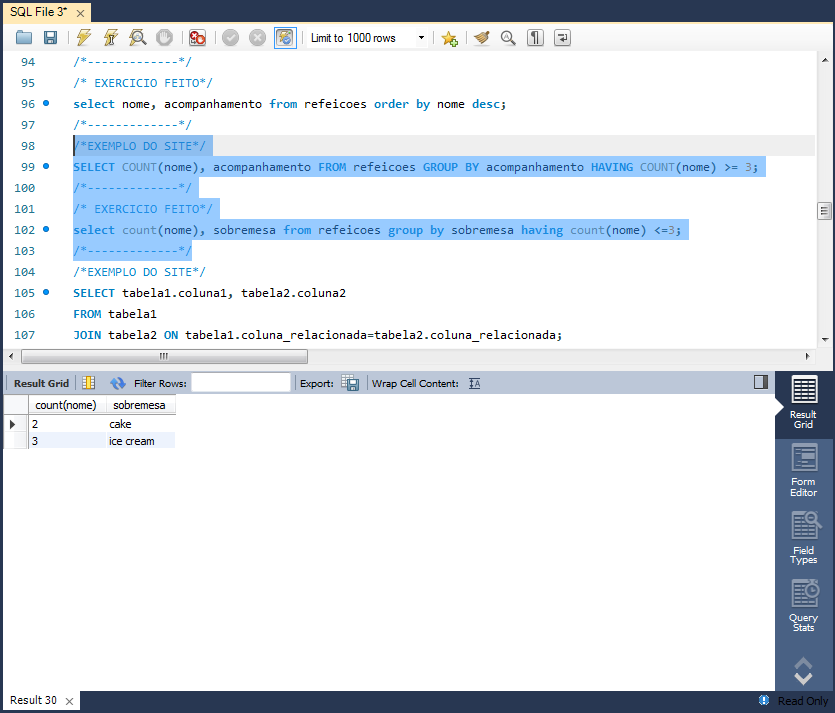 SQL File 3*
Limit to 1000 rows
94 /*-------------*/
95 /* EXERCICIO FEITO*/
96 select nome, acompanhamento from refeicoes order by nome desc;
97 /*-------------*/
98 /*EXEMPLO DO SITE*/
99 SELECT COUNT(nome), acompanhamento FROM refeicoes GROUP BY acompanhamento HAVING COUNT(nome) >= 3;
100 /*-------------*/
101 /* EXERCICIO FEITO*/
102 select count(nome), sobremesa from refeicoes group by sobremesa having count(nome) <=3;
103 /*-------------*/
104 /*EXEMPLO DO SITE*/
105 SELECT tabela1.coluna1, tabela2.coluna2
106 FROM tabela1
107 JOIN tabela2 ON tabela1.coluna_relacionada=tabela2.coluna_relacionada;
Result Grid Filter Rows: Export: Wrap Cell Content:
count(nome) sobremesa
2 cake
3 ice cream
Result
Grid
Form
Editor
Field
Types
Query
Stats
Result 30
Read Only